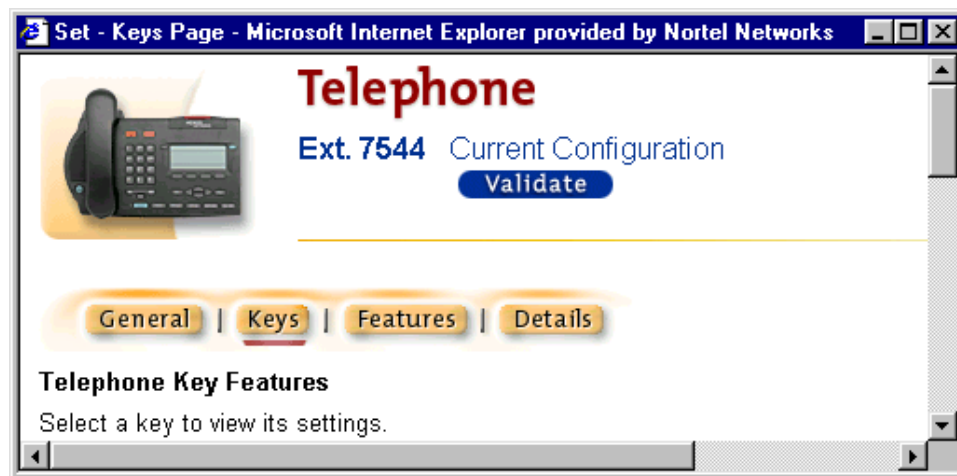 Set - Keys Page - Microsoft Internet Explorer provided by Nortel Networks
Telephone
Ext. 7544 Current Configuration
Validate
General | Keys | Features | Details
Telephone Key Features
Select a key to view its settings.